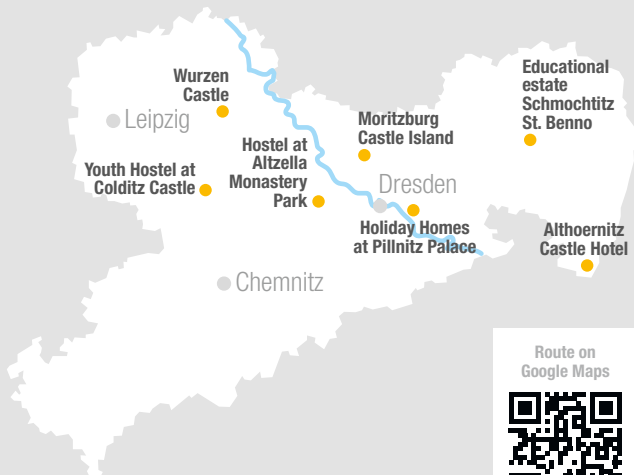 Wurzen
Castle
Leipzig
Youth Hostel at
Colditz Castle
Hostel at
Altzella
Monastery
Park
Moritzburg
Castle Island
Dresden
Holiday Homes
at Pillnitz Palace
Educational
estate
Schmochtitz
St. Benno
Althoernitz
Castle Hotel
Chemnitz
Route on
Google Maps